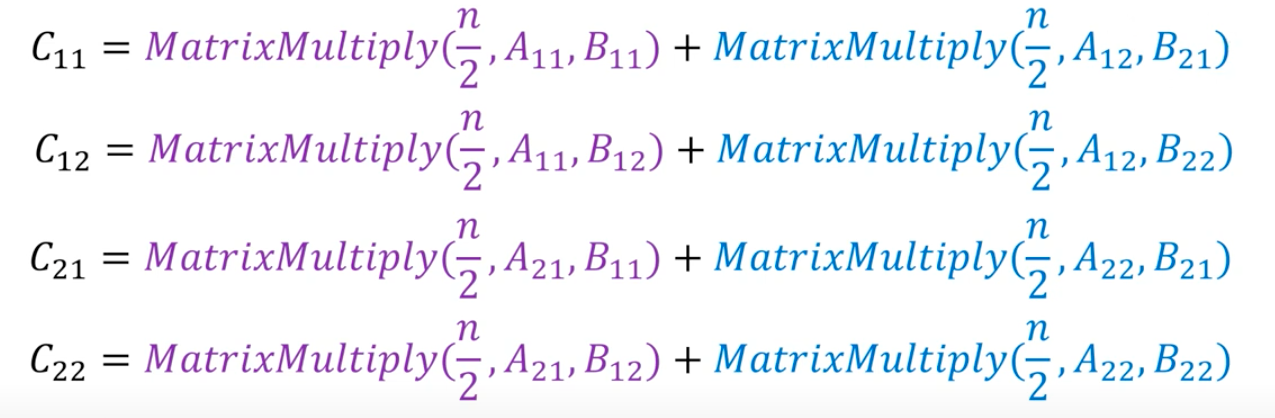 C₁₁ = MatrixMultiply(n/2, A₁₁, B₁₁) + MatrixMultiply(n/2, A₁₂, B₂₁)
C₁₂ = MatrixMultiply(n/2, A₁₁, B₁₂) + MatrixMultiply(n/2, A₁₂, B₂₂)
C₂₁ = MatrixMultiply(n/2, A₂₁, B₁₁) + MatrixMultiply(n/2, A₂₂, B₂₁)
C₂₂ = MatrixMultiply(n/2, A₂₁, B₁₂) + MatrixMultiply(n/2, A₂₂, B₂₂)